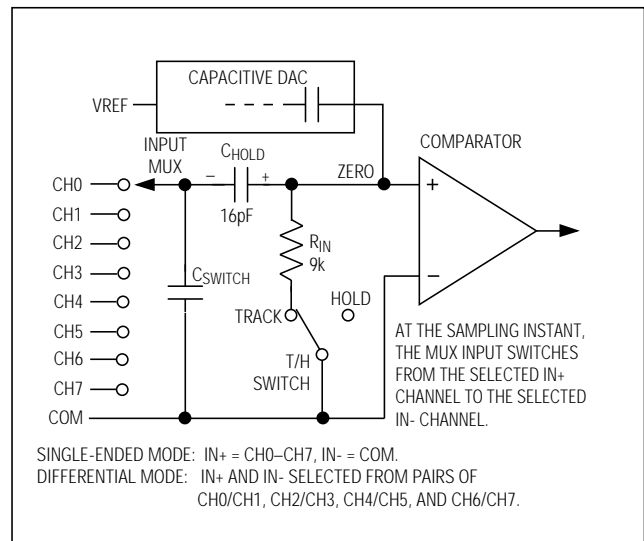 CAPACITIVE DAC
VREF
INPUT
MUX
CHOLD
ZERO
COMPARATOR
– +
+
CH0
16pF
CH1
RIN
9k
CH2
CH3
CSWITCH
–
HOLD
CH4
TRACK
CH5
CH6
T/H
SWITCH
CH7
COM
AT THE SAMPLING INSTANT,
THE MUX INPUT SWITCHES
FROM THE SELECTED IN+
CHANNEL TO THE SELECTED
IN- CHANNEL.
SINGLE-ENDED MODE: IN+ = CH0–CH7, IN- = COM.
DIFFERENTIAL MODE: IN+ AND IN- SELECTED FROM PAIRS OF
CH0/CH1, CH2/CH3, CH4/CH5, AND CH6/CH7.